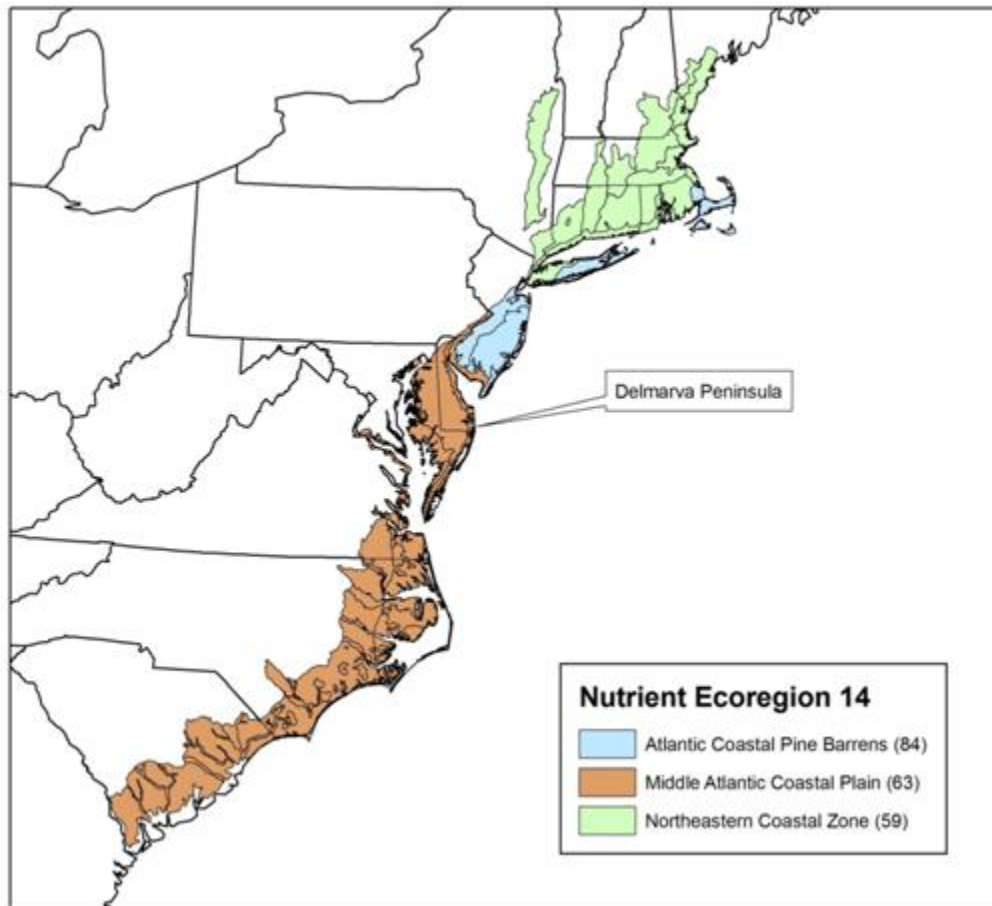 Delmarva Peninsula
Nutrient Ecoregion 14
Atlantic Coastal Pine Barrens (84)
Middle Atlantic Coastal Plain (63)
Northeastern Coastal Zone (59)